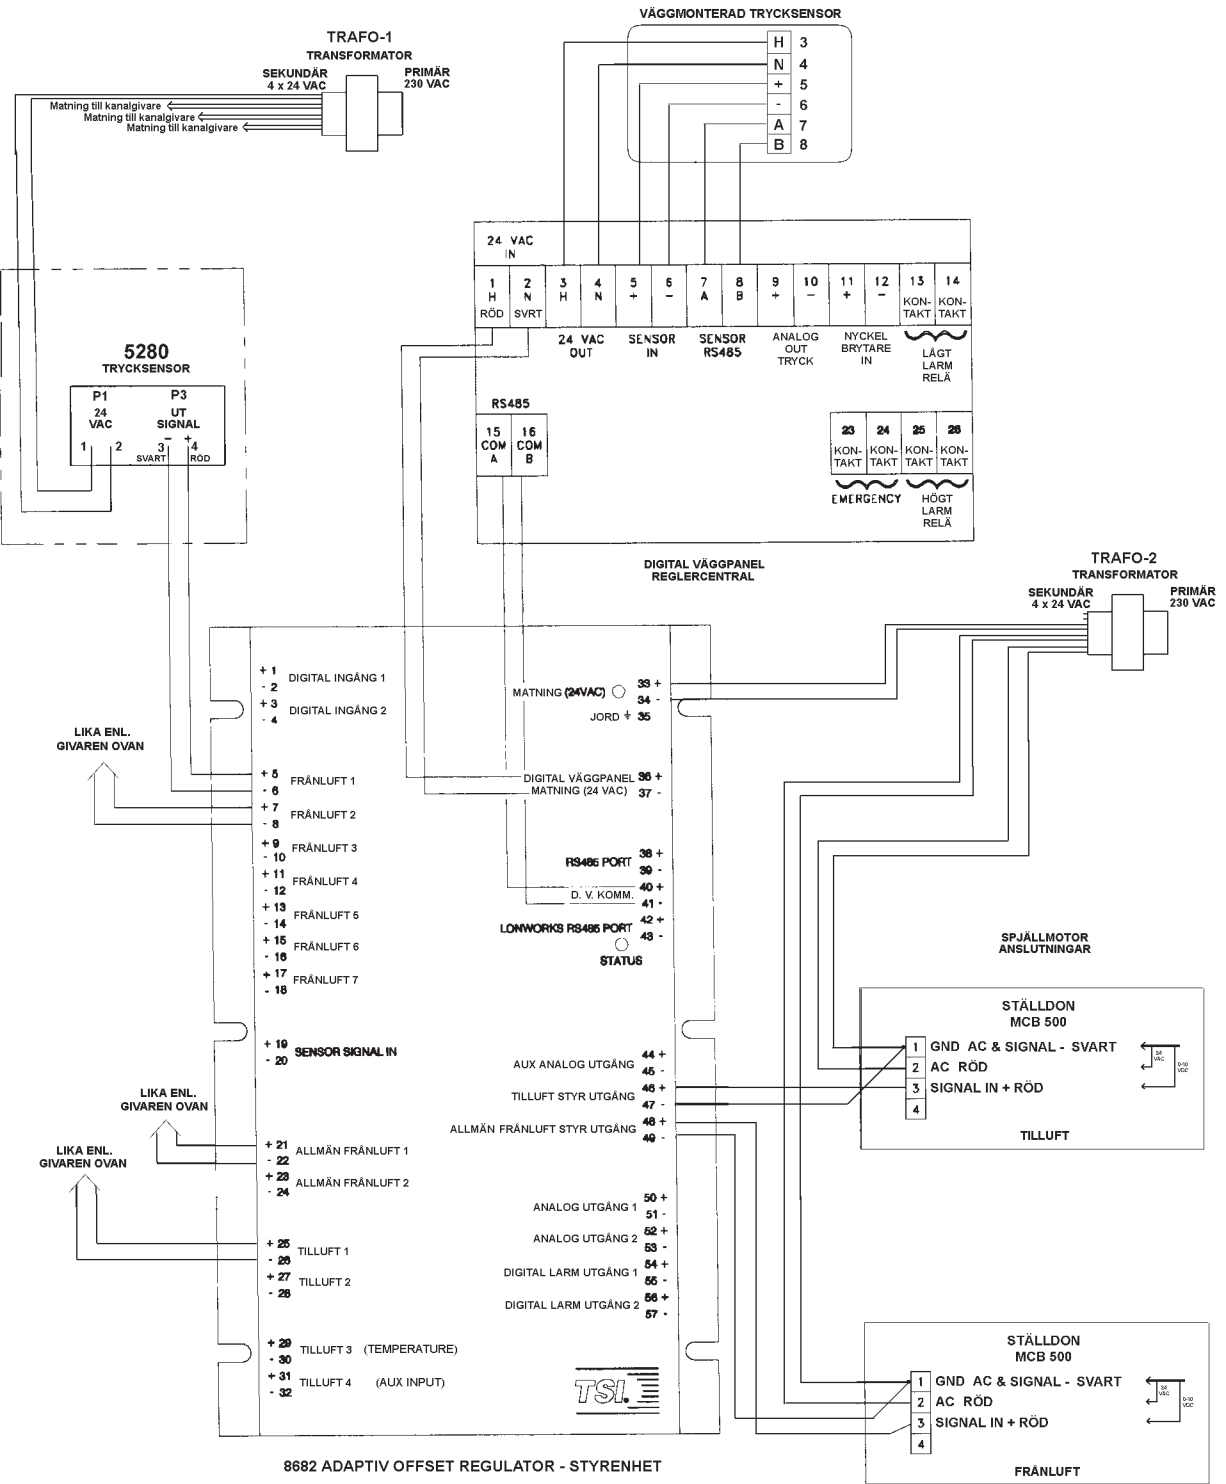 VÄGGMONTERAD TRYCKSENSOR
H 3
N 4
+ 5
- 6
A 7
B 8
TRAFO-1
TRANSFORMATOR
SEKUNDÄR
4 x 24 VAC
PRIMÄR
230 VAC
Matning till kanalgivare
Matning till kanalgivare
Matning till kanalgivare
24 VAC
IN
1
H
RÖD
2
N
SVRT
3
H
4
N
5
+
6
-
7
A
8
B
9
+
10
-
11
+
12
-
13
KON-
TAKT
14
KON-
TAKT
24 VAC
OUT
SENSOR
IN
SENSOR
RS485
ANALOG
OUT
TRYCK
NYCKEL
BRYTARE
IN
LÅGT
LARM
RELÄ
RS485
15
COM
A
16
COM
B
23
KON-
TAKT
24
KON-
TAKT
25
KON-
TAKT
26
KON-
TAKT
EMERGENCY
HÖGT
LARM
RELÄ
DIGITAL VÄGGPANEL
REGLERCENTRAL
5280
TRYCKSENSOR
P1
24
VAC
P3
UT
SIGNAL
- +
1 2 3 4
SVART
RÖD
TRAFO-2
TRANSFORMATOR
SEKUNDÄR
4 x 24 VAC
PRIMÄR
230 VAC
LIKA ENL.
GIVAREN OVAN
+ 1
- 2
DIGITAL INGÅNG 1
+ 3
- 4
DIGITAL INGÅNG 2
+ 5
- 6
FRÅNLUFT 1
+ 7
- 8
FRÅNLUFT 2
+ 9
- 10
FRÅNLUFT 3
+ 11
- 12
FRÅNLUFT 4
+ 13
- 14
FRÅNLUFT 5
+ 15
- 16
FRÅNLUFT 6
+ 17
- 18
FRÅNLUFT 7
+ 19
- 20
SENSOR SIGNAL IN
LIKA ENL.
GIVAREN OVAN
+ 21
- 22
ALLMÄN FRÅNLUFT 1
+ 23
- 24
ALLMÄN FRÅNLUFT 2
LIKA ENL.
GIVAREN OVAN
+ 25
- 26
TILLUFT 1
+ 27
- 28
TILLUFT 2
+ 29
- 30
TILLUFT 3 (TEMPERATURE)
+ 31
- 32
TILLUFT 4 (AUX INPUT)
MATNING (24VAC)
33 +
34 -
JORD 35
DIGITAL VÄGGPANEL 36 +
MATNING (24 VAC) 37 -
RS485 PORT
38 +
39 -
D. V. KOMM.
40 +
41 -
LONWORKS RS485 PORT
42 +
43 -
STATUS
AUX ANALOG UTGÅNG
44 +
45 -
TILLUFT STYR UTGÅNG
46 +
47 -
ALLMÄN FRÅNLUFT STYR UTGÅNG
48 +
49 -
ANALOG UTGÅNG 1
50 +
51 -
ANALOG UTGÅNG 2
52 +
53 -
DIGITAL LARM UTGÅNG 1
54 +
55 -
DIGITAL LARM UTGÅNG 2
56 +
57 -
TSI
8682 ADAPTIV OFFSET REGULATOR - STYRENHET
SPJÄLLMOTOR
ANSLUTNINGAR
STÄLLDON
MCB 500
1 GND AC & SIGNAL - SVART
2 AC RÖD
3 SIGNAL IN + RÖD
4
24
VAC
0-10
VDC
TILLUFT
STÄLLDON
MCB 500
1 GND AC & SIGNAL - SVART
2 AC RÖD
3 SIGNAL IN + RÖD
4
24
VAC
0-10
VDC
FRÅNLUFT